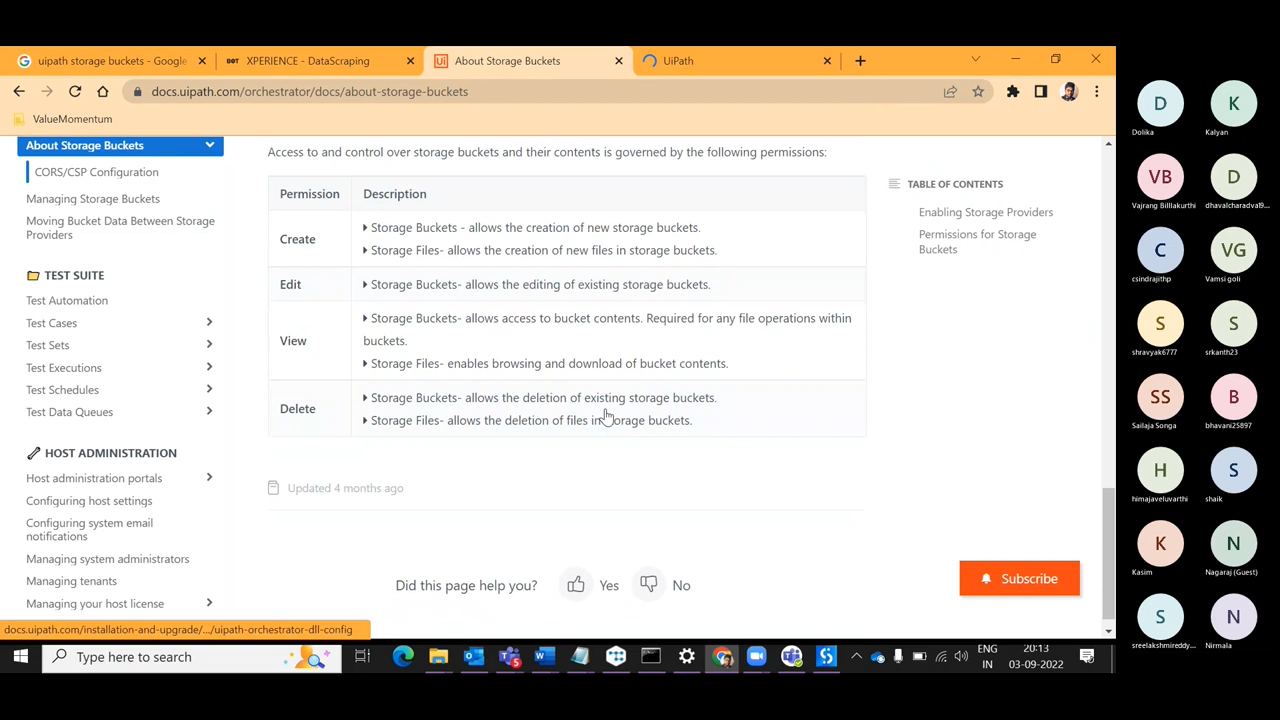 uipath storage buckets - Google
XPERIENCE - DataScraping
About Storage Buckets
UiPath
docs.uipath.com/orchestrator/docs/about-storage-buckets
ValueMomentum
About Storage Buckets
CORS/CSP Configuration
Managing Storage Buckets
Moving Bucket Data Between Storage
Providers
TEST SUITE
Test Automation
Test Cases
Test Sets
Test Executions
Test Schedules
Test Data Queues
HOST ADMINISTRATION
Host administration portals
Configuring host settings
Configuring system email
notifications
Managing system administrators
Managing tenants
Managing your host license
docs.uipath.com/installation-and-upgrade/.../uipath-orchestrator-dll-config
Access to and control over storage buckets and their contents is governed by the following permissions:
Permission Description
Create
Storage Buckets - allows the creation of new storage buckets.
Storage Files- allows the creation of new files in storage buckets.
Edit
Storage Buckets- allows the editing of existing storage buckets.
View
Storage Buckets- allows access to bucket contents. Required for any file operations within
buckets.
Storage Files- enables browsing and download of bucket contents.
Delete
Storage Buckets- allows the deletion of existing storage buckets.
Storage Files- allows the deletion of files in storage buckets.
Updated 4 months ago
Did this page help you? Yes No
TABLE OF CONTENTS
Enabling Storage Providers
Permissions for Storage
Buckets
Subscribe
Type here to search
ENG
IN
20:13
03-09-2022
D
Dolika
K
Kalyan
VB
Vajrang Billlakurthi
D
dhavalcharadva19...
C
csindrajithp
VG
Vamsi goli
S
shravyak6777
S
srkanth23
SS
Sailaja Songa
B
bhavani25897
H
himajaveluvarthi
S
shaik
K
Kasim
N
Nagaraj (Guest)
S
sreelakshmireddy...
N
Nirmala